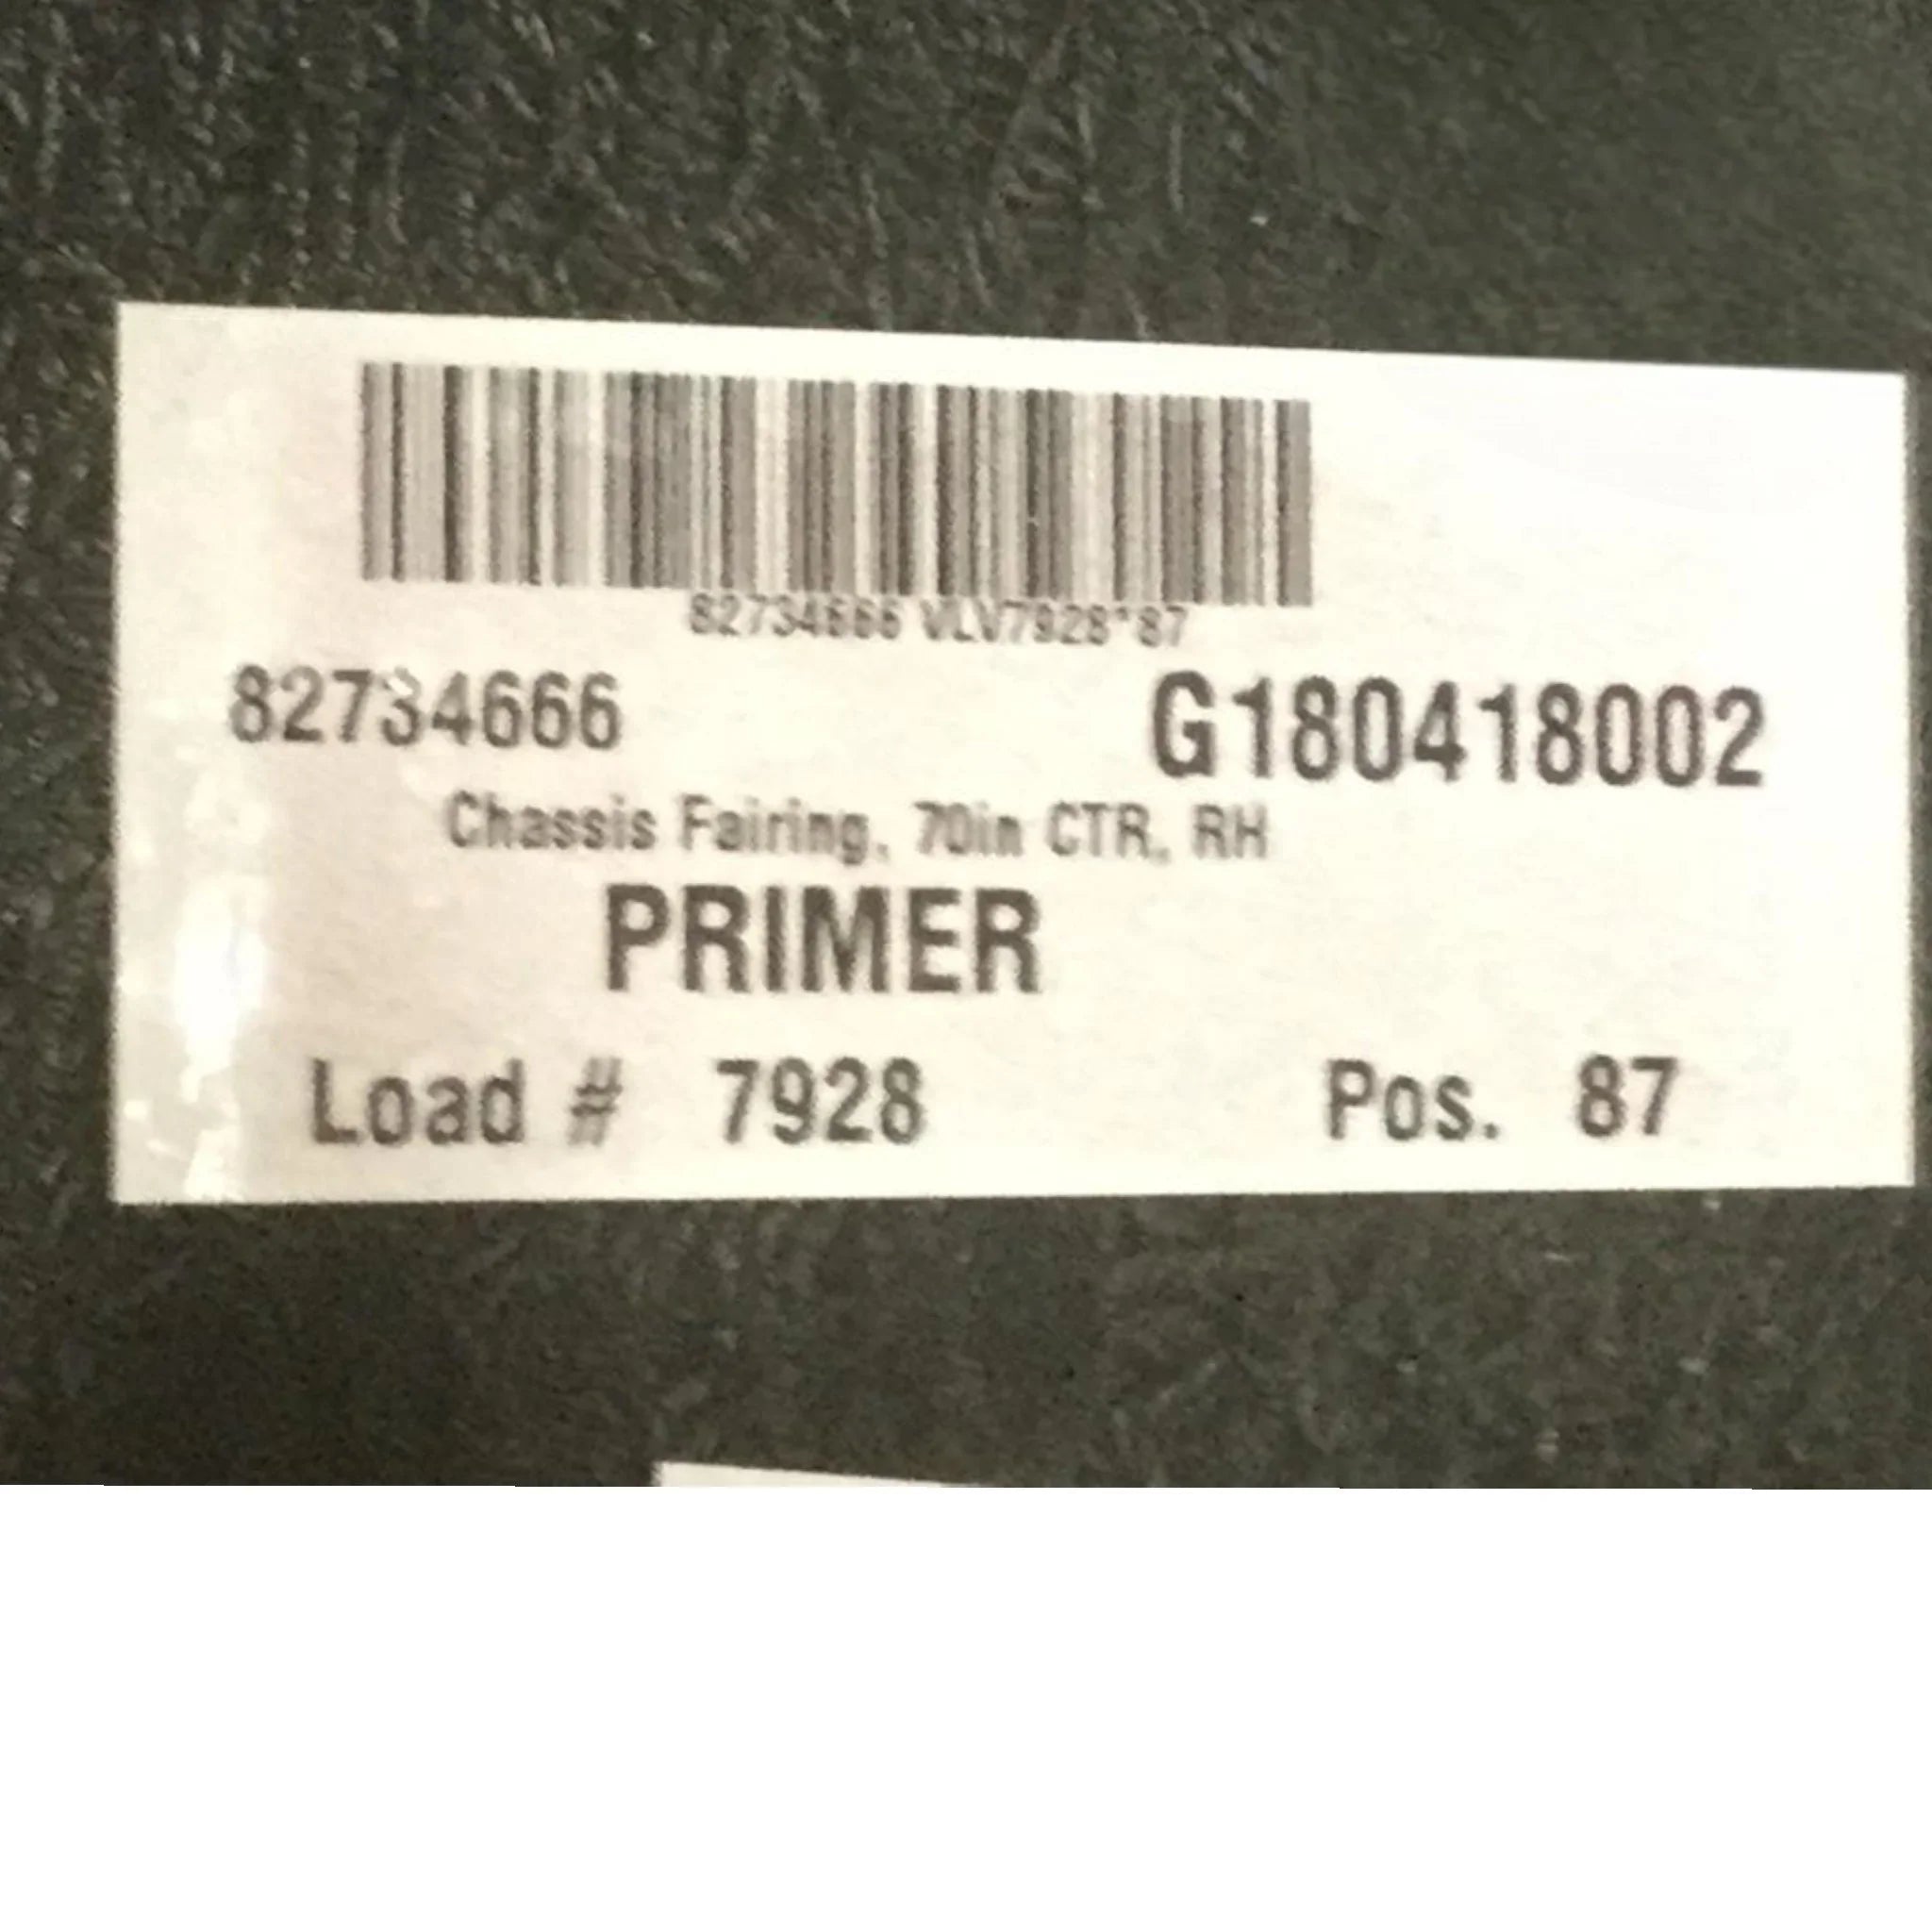 82734666 VLV7928*87
82734666 G180418002
Chassis Fairing, 70in CTR, RH
PRIMER
Load # 7928 Pos. 87